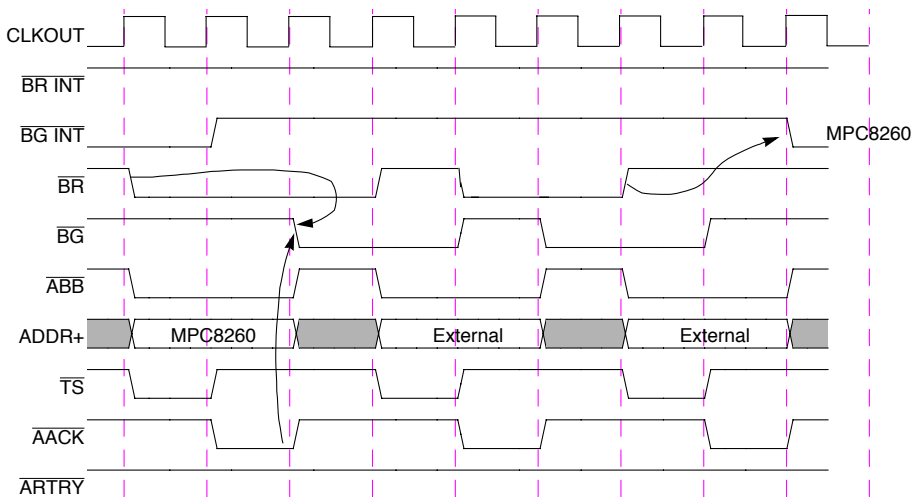 CLKOUT
BR INT
BG INT
MPC8260
BR
BG
ABB
ADDR+
MPC8260
External
External
TS
AACK
ARTRY